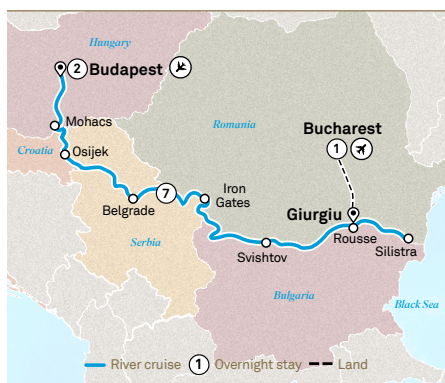 Hungary
2 Budapest
Mohacs
Romania
Bucharest
1
Croatia
Osijek
7
Iron
Gates
Belgrade
Giurgiu
Rousse
Serbia
Svishtov
Silistra
Bulgaria
Black Sea
River cruise 1 Overnight stay Land